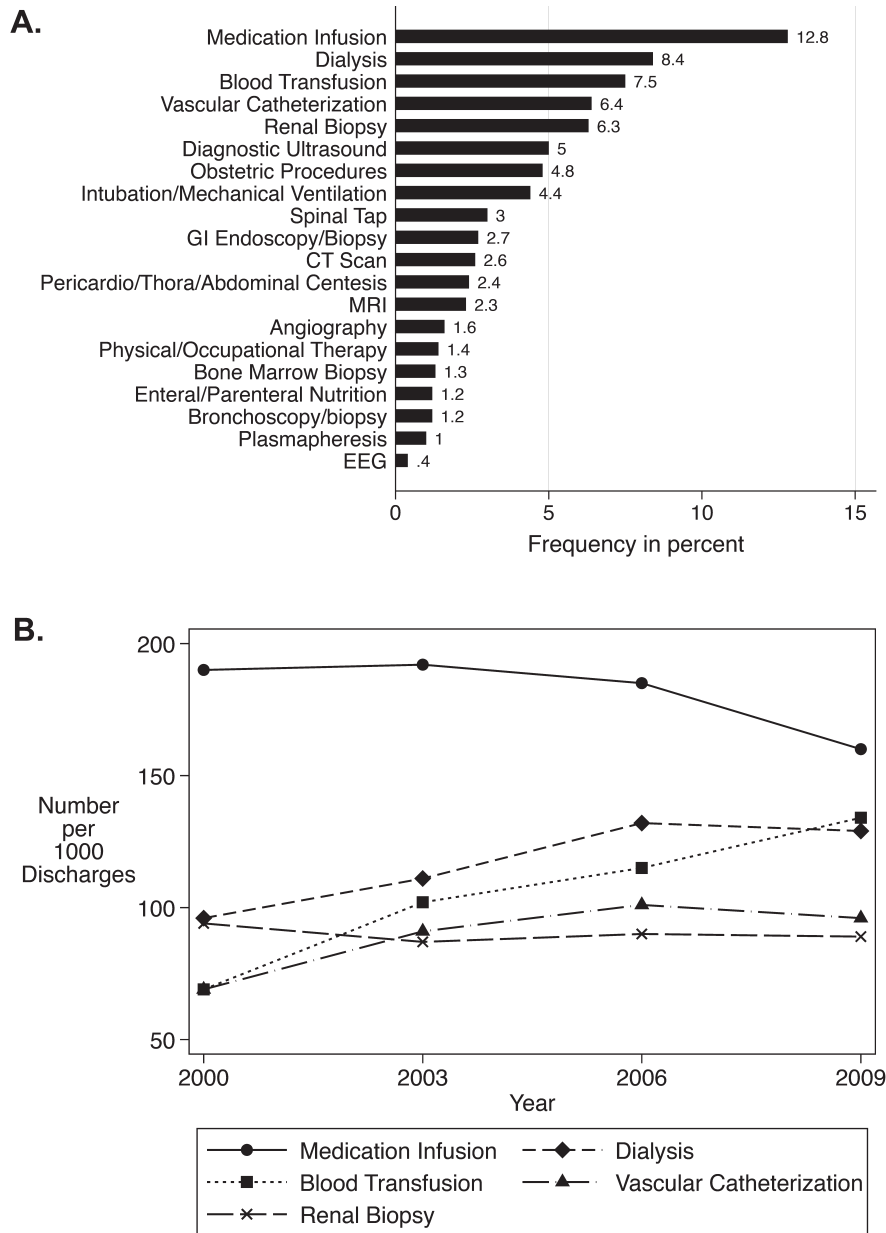 A.
Medication Infusion 12.8
Dialysis 8.4
Blood Transfusion 7.5
Vascular Catheterization 6.4
Renal Biopsy 6.3
Diagnostic Ultrasound 5
Obstetric Procedures 4.8
Intubation/Mechanical Ventilation 4.4
Spinal Tap 3
GI Endoscopy/Biopsy 2.7
CT Scan 2.6
Pericardio/Thora/Abdominal Centesis 2.4
MRI 2.3
Angiography 1.6
Physical/Occupational Therapy 1.4
Bone Marrow Biopsy 1.3
Enteral/Parenteral Nutrition 1.2
Bronchoscopy/biopsy 1.2
Plasmapheresis 1
EEG .4
0 5 10 15
Frequency in percent
B.
200
150
100
50
Number
per
1000
Discharges
2000 2003 2006 2009
Year
Medication Infusion Dialysis
Blood Transfusion Vascular Catheterization
Renal Biopsy